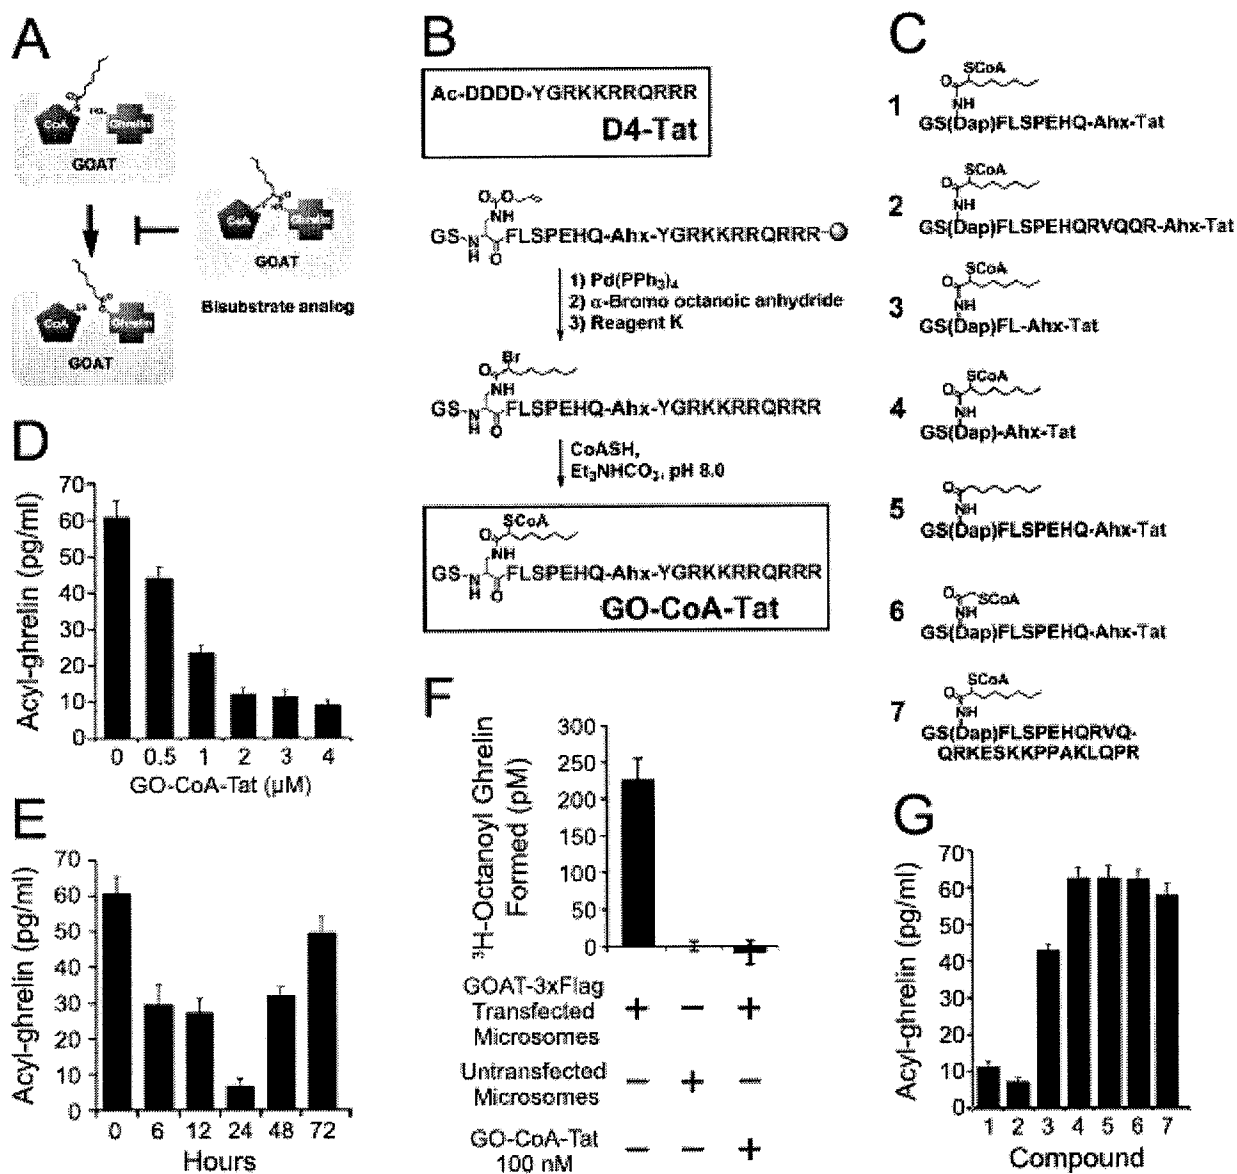 A
CoA
HO
Ghrelin
GOAT
CoA
Ghrelin
GOAT
Bisubstrate analog
CoA
Ghrelin
GOAT
B
Ac-DDDD-YGRKKRRQRRR
D4-Tat
O O
NH
GS-N FLSPEHQ-Ahx-YGRKKRRQRRR
H O
1) Pd(PPh3)4
2) α-Bromo octanoic anhydride
3) Reagent K
Br
O
NH
GS-N FLSPEHQ-Ahx-YGRKKRRQRRR
H O
CoASH,
Et3NHCO3, pH 8.0
SCoA
O
NH
GS-N FLSPEHQ-Ahx-YGRKKRRQRRR
H O
GO-CoA-Tat
C
SCoA
O
1 NH
GS(Dap)FLSPEHQ-Ahx-Tat
SCoA
O
2 NH
GS(Dap)FLSPEHQRVQQR-Ahx-Tat
SCoA
O
3 NH
GS(Dap)FL-Ahx-Tat
SCoA
O
4 NH
GS(Dap)-Ahx-Tat
O
5 NH
GS(Dap)FLSPEHQ-Ahx-Tat
O SCoA
6 NH
GS(Dap)FLSPEHQ-Ahx-Tat
SCoA
O
7 NH
GS(Dap)FLSPEHQRVQ-
QRKESKKPPAKLQPR
D
Acyl-ghrelin (pg/ml)
70
60
50
40
30
20
10
0
0 0.5 1 2 3 4
GO-CoA-Tat (µM)
E
Acyl-ghrelin (pg/ml)
70
60
50
40
30
20
10
0
0 6 12 24 48 72
Hours
F
3H-Octanoyl Ghrelin
Formed (pM)
300
250
200
150
100
50
0
GOAT-3xFlag
Transfected
Microsomes
+ − +
Untransfected
Microsomes
− + −
GO-CoA-Tat
100 nM
− − +
G
Acyl-ghrelin (pg/ml)
70
60
50
40
30
20
10
0
1 2 3 4 5 6 7
Compound